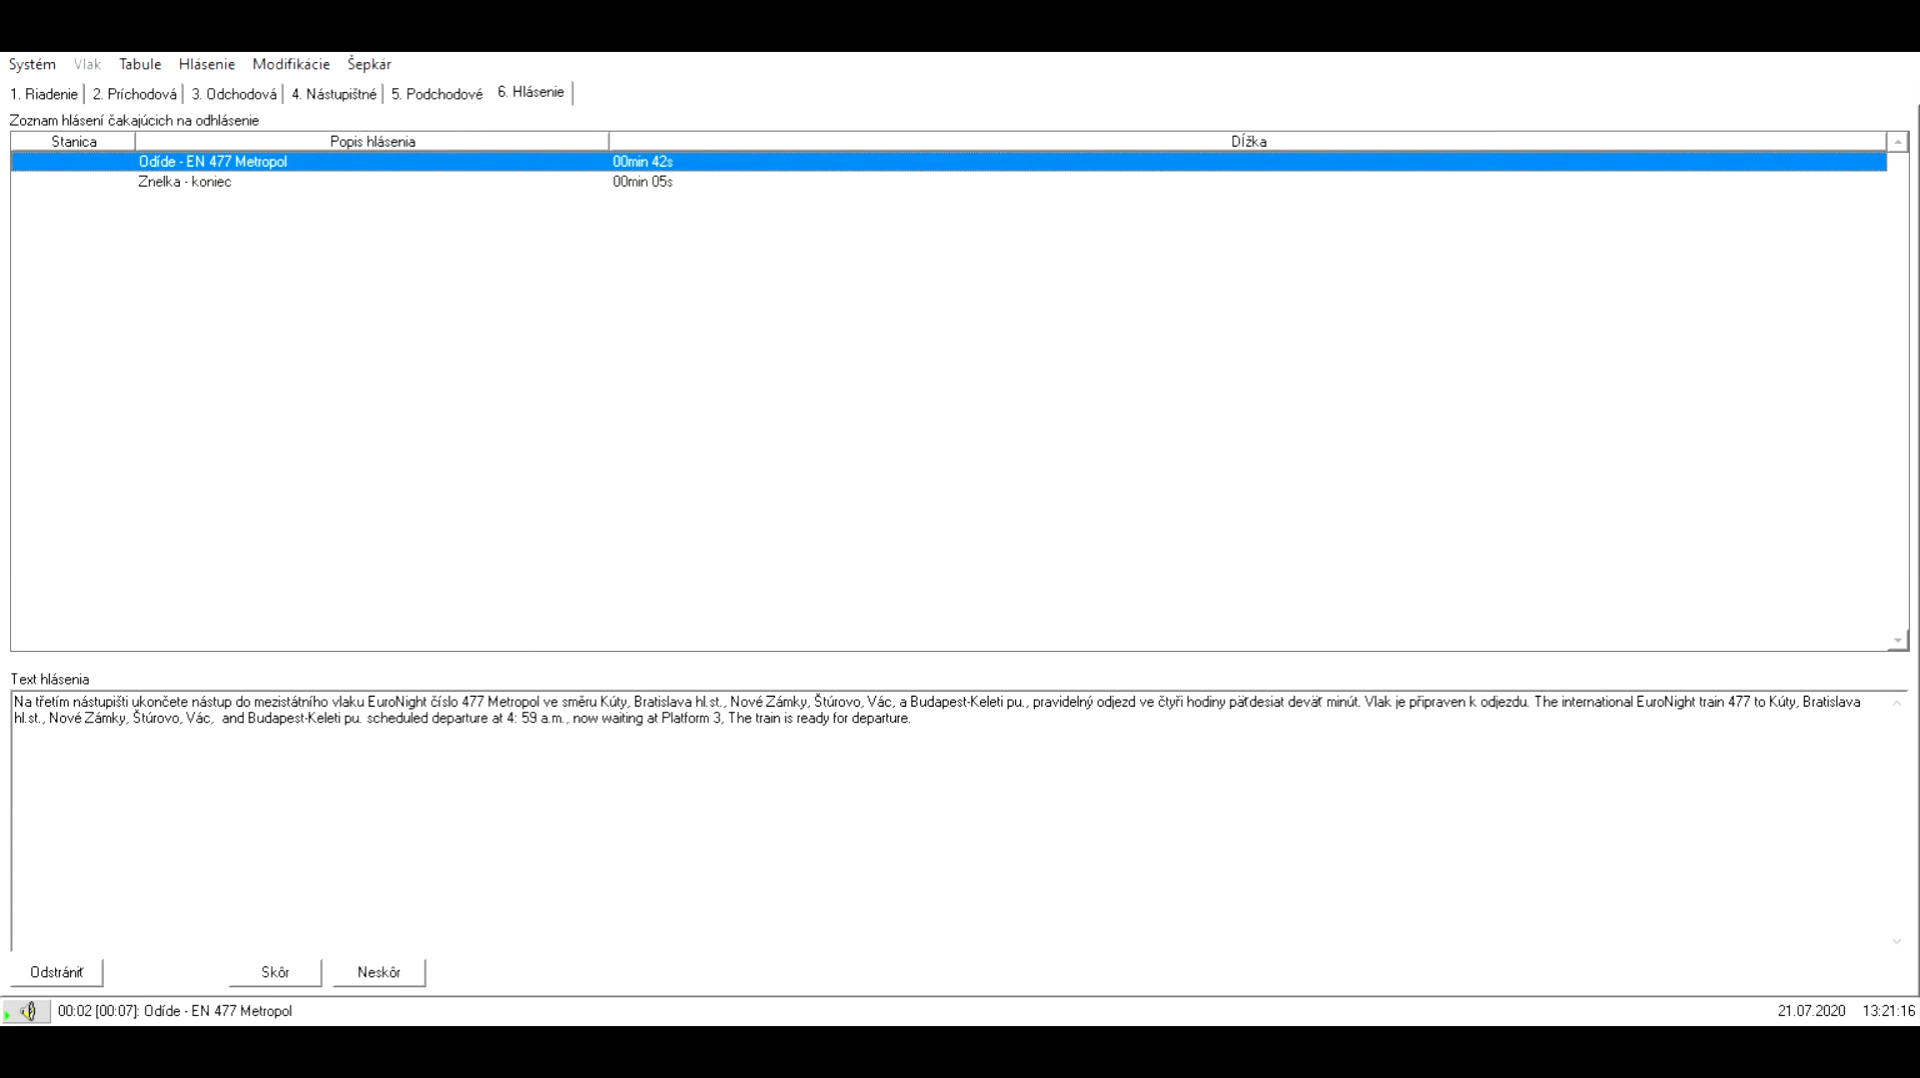 Systém Vlak Tabule Hlásenie Modifikácie Šepkár
1. Riadenie 2. Príchodová 3. Odchodová 4. Nástupištné 5. Podchodové 6. Hlásenie
Zoznam hlásení čakajúcich na odhlásenie
Stanica Popis hlásenia Dĺžka
Odíde - EN 477 Metropol 00min 42s
Znelka - koniec 00min 05s
Text hlásenia
Na třetím nástupišti ukončete nástup do mezistátního vlaku EuroNight číslo 477 Metropol ve směru Kúty, Bratislava hl.st., Nové Zámky, Štúrovo, Vác, a Budapest-Keleti pu., pravidelný odjezd ve čtyři hodiny päťdesiat deväť minút. Vlak je připraven k odjezdu. The international EuroNight train 477 to Kúty, Bratislava
hl.st., Nové Zámky, Štúrovo, Vác, and Budapest-Keleti pu. scheduled departure at 4: 59 a.m., now waiting at Platform 3, The train is ready for departure.
Odstrániť Skôr Neskôr
00:02 [00:07]: Odíde - EN 477 Metropol 21.07.2020 13:21:16